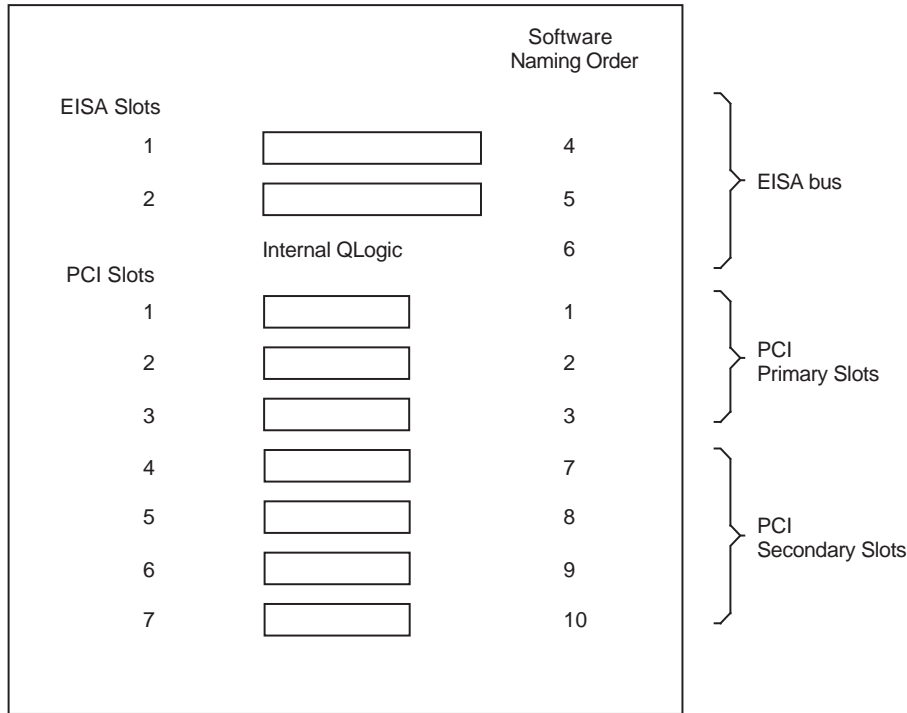 Software
Naming Order
EISA Slots
1 4
2 5
EISA bus
Internal QLogic 6
PCI Slots
1 1
2 2
PCI
Primary Slots
3 3
4 7
5 8
PCI
Secondary Slots
6 9
7 10